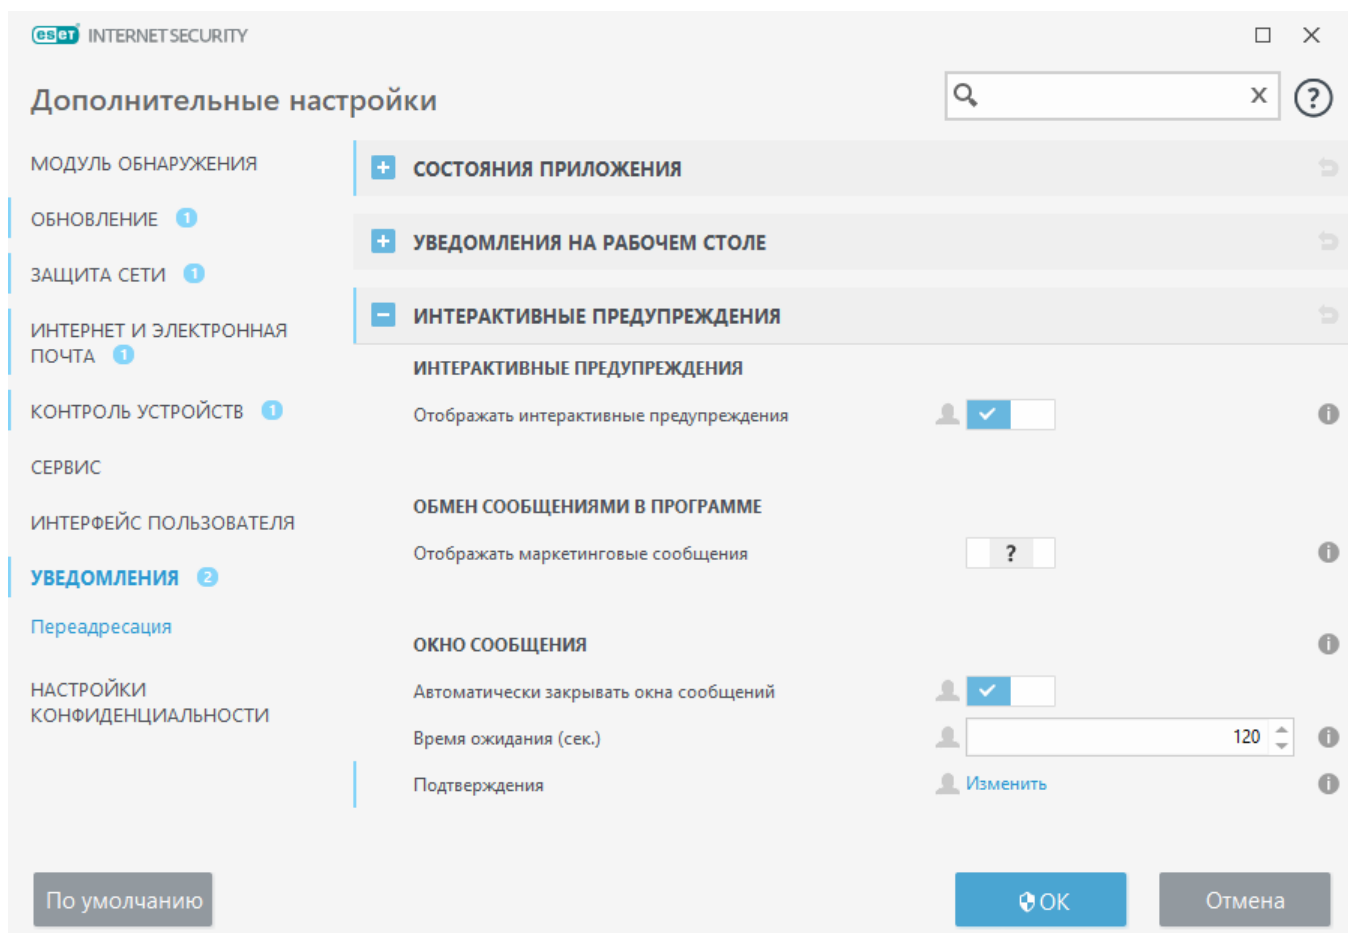 eset INTERNET SECURITY
Дополнительные настройки
X
?
МОДУЛЬ ОБНАРУЖЕНИЯ
ОБНОВЛЕНИЕ 1
ЗАЩИТА СЕТИ 1
ИНТЕРНЕТ И ЭЛЕКТРОННАЯ
ПОЧТА 1
КОНТРОЛЬ УСТРОЙСТВ 1
СЕРВИС
ИНТЕРФЕЙС ПОЛЬЗОВАТЕЛЯ
УВЕДОМЛЕНИЯ 2
Переадресация
НАСТРОЙКИ
КОНФИДЕНЦИАЛЬНОСТИ
СОСТОЯНИЯ ПРИЛОЖЕНИЯ
УВЕДОМЛЕНИЯ НА РАБОЧЕМ СТОЛЕ
ИНТЕРАКТИВНЫЕ ПРЕДУПРЕЖДЕНИЯ
ИНТЕРАКТИВНЫЕ ПРЕДУПРЕЖДЕНИЯ
Отображать интерактивные предупреждения
ОБМЕН СООБЩЕНИЯМИ В ПРОГРАММЕ
Отображать маркетинговые сообщения ?
ОКНО СООБЩЕНИЯ
Автоматически закрывать окна сообщений
Время ожидания (сек.) 120
Подтверждения Изменить
По умолчанию
OK
Отмена